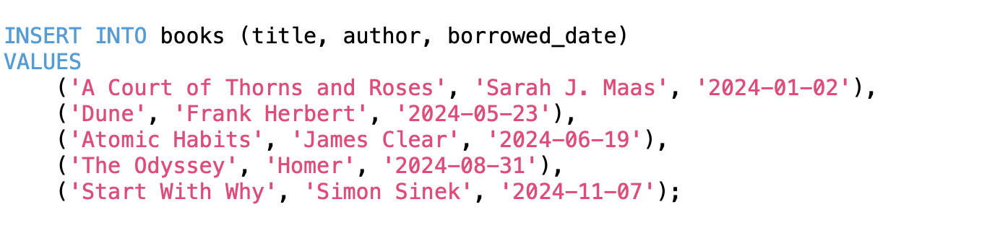 INSERT INTO books (title, author, borrowed_date)
VALUES
    ('A Court of Thorns and Roses', 'Sarah J. Maas', '2024-01-02'),
    ('Dune', 'Frank Herbert', '2024-05-23'),
    ('Atomic Habits', 'James Clear', '2024-06-19'),
    ('The Odyssey', 'Homer', '2024-08-31'),
    ('Start With Why', 'Simon Sinek', '2024-11-07');